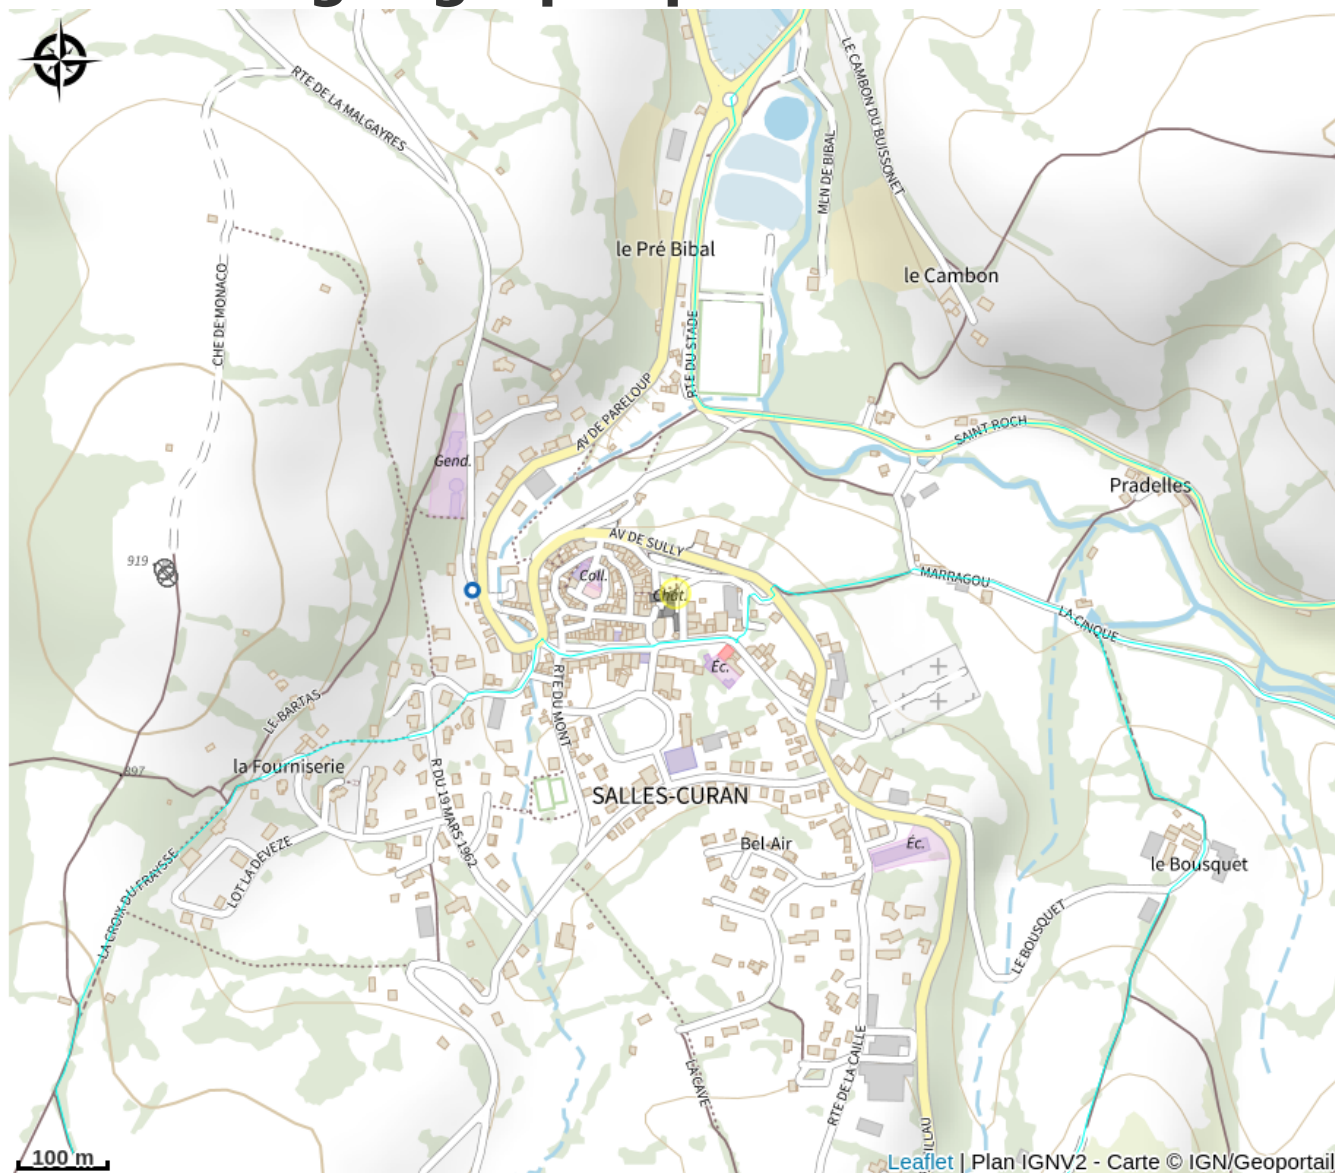 RTE DE LA MALGAYRES
LE CAMBON DU BUISSONET
MLN DE BIBAL
le Pré Bibal
le Cambon
CHE DE MONACO
RTE DU STADE
AV DE PARELOUP
SAINT ROCH
Gend.
Pradelles
AV DE SULLY
919
Coll.
Chât.
MARRAGOU
LA CINQUE
Éc.
RTE DU MONT
LE BARTAS
897
la Fourniserie
R DU 19 MARS 1962
SALLES-CURAN
Bel-Air
Éc.
le Bousquet
LOT LA DEVEZE
LA CROIX DU FRAYSSE
LE BOUSQUET
LA CAVE
RTE DE LA CAILLE
100 m
Leaflet | Plan IGNV2 - Carte © IGN/Geoportail